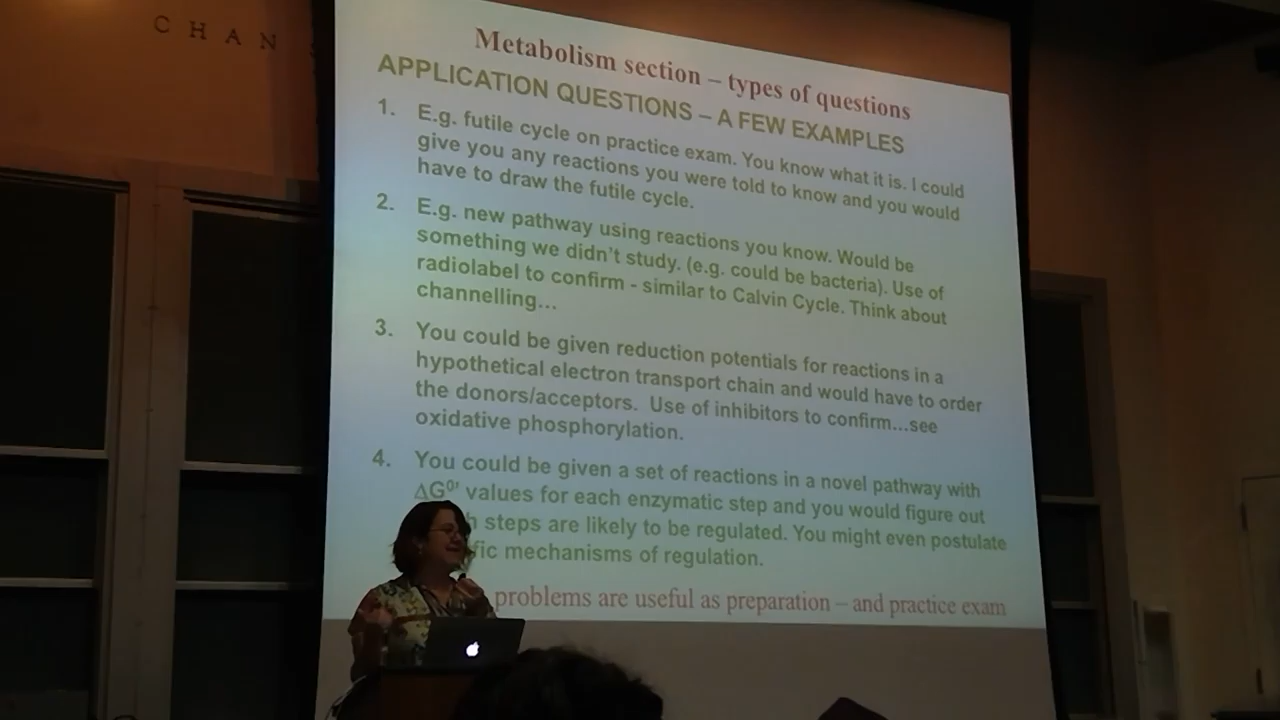 CHAN
Metabolism section – types of questions
APPLICATION QUESTIONS – A FEW EXAMPLES
1. E.g. futile cycle on practice exam. You know what it is. I could
give you any reactions you were told to know and you would
have to draw the futile cycle.
2. E.g. new pathway using reactions you know. Would be
something we didn't study. (e.g. could be bacteria). Use of
radiolabel to confirm - similar to Calvin Cycle. Think about
channelling...
3. You could be given reduction potentials for reactions in a
hypothetical electron transport chain and would have to order
the donors/acceptors. Use of inhibitors to confirm...see
oxidative phosphorylation.
4. You could be given a set of reactions in a novel pathway with
ΔG⁰' values for each enzymatic step and you would figure out
steps are likely to be regulated. You might even postulate
mechanisms of regulation.
problems are useful as preparation – and practice exam